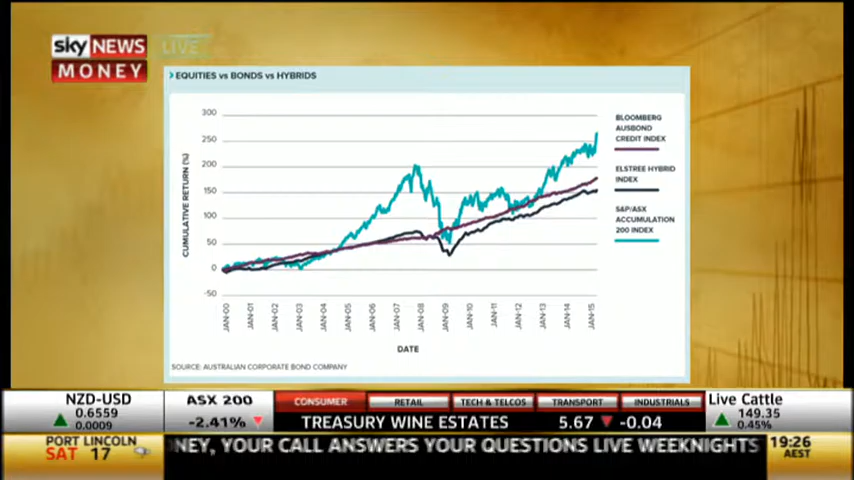 sky NEWS
LIVE
MONEY
EQUITIES vs BONDS vs HYBRIDS
300
250
200
150
100
50
0
-50
CUMULATIVE RETURN (%)
JAN-00
JAN-01
JAN-02
JAN-03
JAN-04
JAN-05
JAN-06
JAN-07
JAN-08
JAN-09
JAN-10
JAN-11
JAN-12
JAN-13
JAN-14
JAN-15
DATE
BLOOMBERG
AUSBOND
CREDIT INDEX
ELSTREE HYBRID
INDEX
S&P/ASX
ACCUMULATION
200 INDEX
SOURCE: AUSTRALIAN CORPORATE BOND COMPANY
NZD-USD
0.6559
0.0009
ASX 200
-2.41%
CONSUMER RETAIL TECH & TELCOS TRANSPORT INDUSTRIALS
TREASURY WINE ESTATES 5.67 -0.04
Live Cattle
149.35
0.45%
PORT LINCOLN
SAT 17
NEY, YOUR CALL ANSWERS YOUR QUESTIONS LIVE WEEKNIGHTS
19:26
AEST